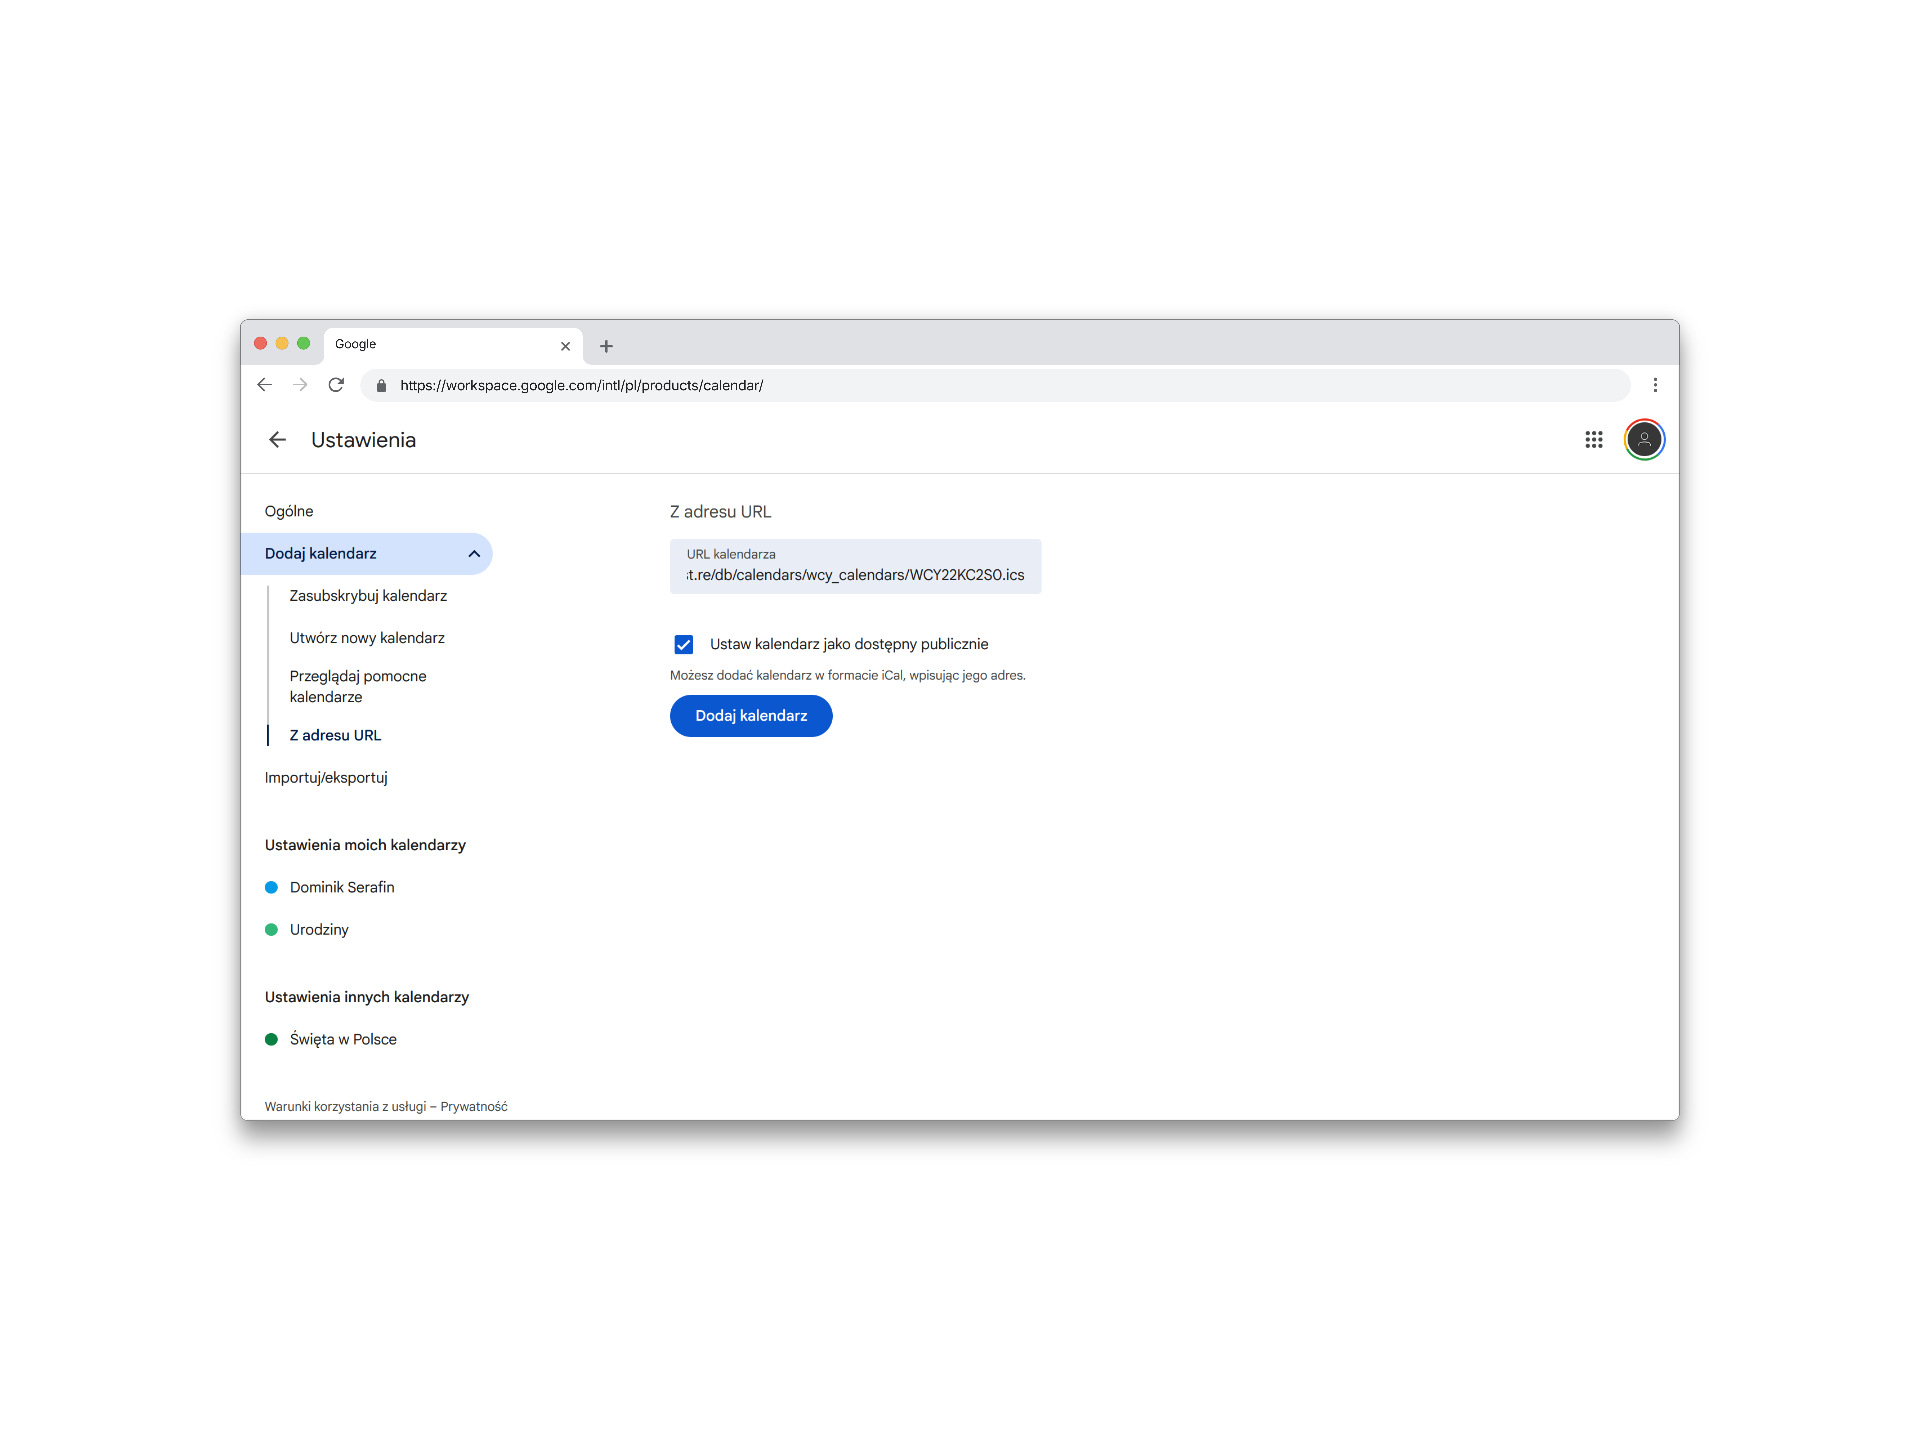 Google
https://workspace.google.com/intl/pl/products/calendar/
Ustawienia
Ogólne
Dodaj kalendarz
Zasubskrybuj kalendarz
Utwórz nowy kalendarz
Przeglądaj pomocne
kalendarze
Z adresu URL
Importuj/eksportuj
Ustawienia moich kalendarzy
Dominik Serafin
Urodziny
Ustawienia innych kalendarzy
Święta w Polsce
Warunki korzystania z usługi – Prywatność
Z adresu URL
URL kalendarza
t.re/db/calendars/wcy_calendars/WCY22KC2S0.ics
Ustaw kalendarz jako dostępny publicznie
Możesz dodać kalendarz w formacie iCal, wpisując jego adres.
Dodaj kalendarz